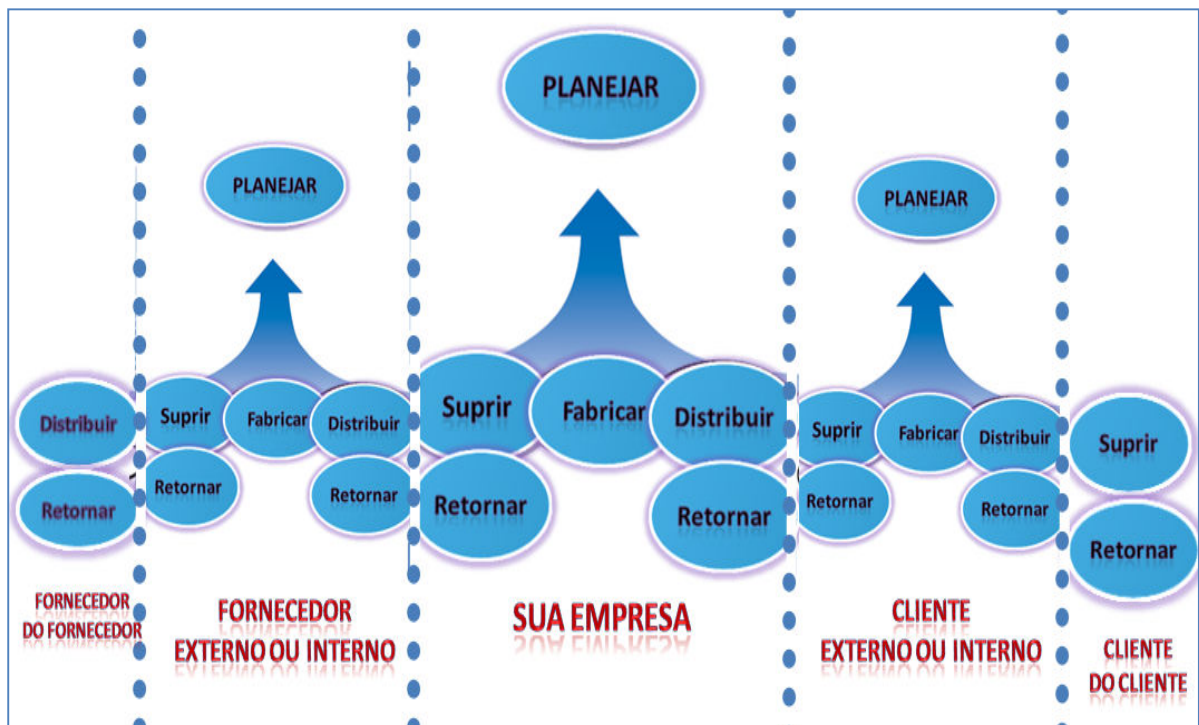 PLANEJAR
PLANEJAR
PLANEJAR
Distribuir
Retornar
Suprir
Fabricar
Distribuir
Retornar
Retornar
Suprir
Fabricar
Distribuir
Retornar
Retornar
Suprir
Fabricar
Distribuir
Retornar
Retornar
Suprir
Retornar
FORNECEDOR
DO FORNECEDOR
FORNECEDOR
EXTERNO OU INTERNO
SUA EMPRESA
CLIENTE
EXTERNO OU INTERNO
CLIENTE
DO CLIENTE